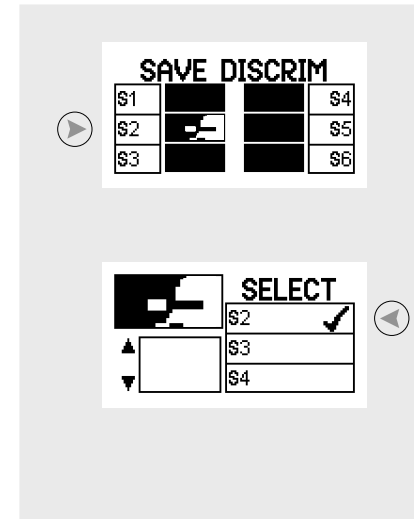 SAVE DISCRIM
S1 S4
S2 S5
S3 S6
SELECT
S2
S3
S4